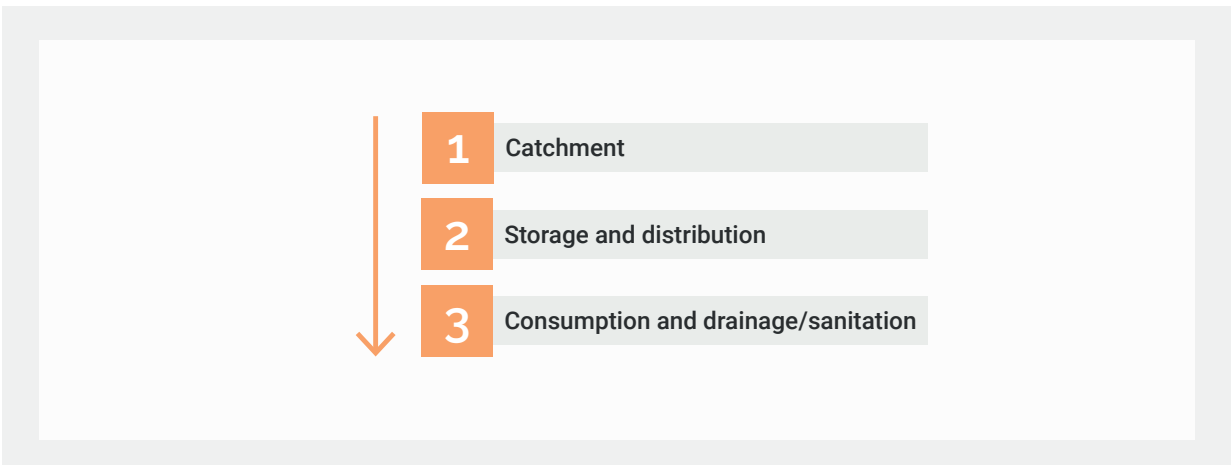 1 Catchment
2 Storage and distribution
3 Consumption and drainage/sanitation